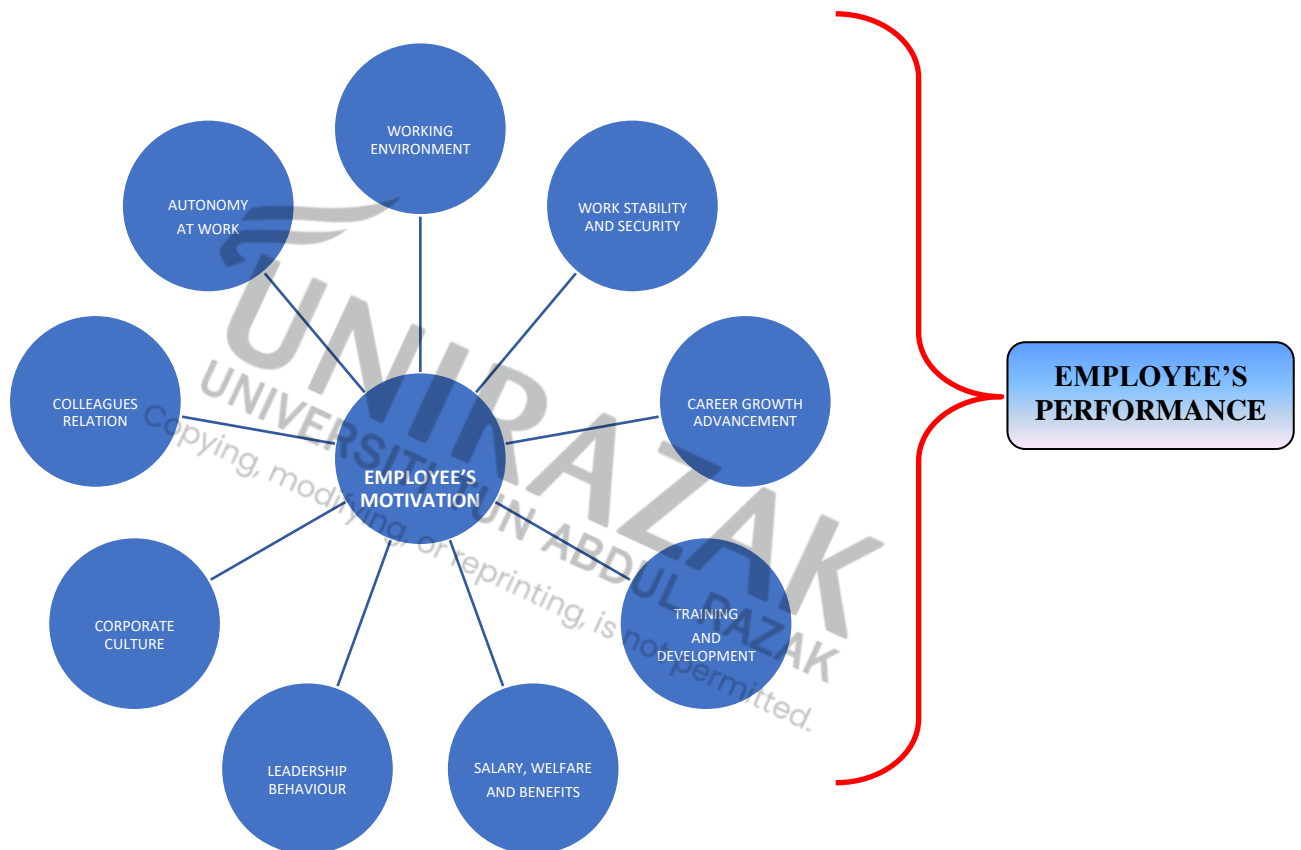 WORKING
ENVIRONMENT
WORK STABILITY
AND SECURITY
CAREER GROWTH
ADVANCEMENT
TRAINING
AND
DEVELOPMENT
SALARY, WELFARE
AND BENEFITS
LEADERSHIP
BEHAVIOUR
CORPORATE
CULTURE
COLLEAGUES
RELATION
AUTONOMY
AT WORK
EMPLOYEE’S
MOTIVATION
EMPLOYEE’S
PERFORMANCE
UNIRAZAK
UNIVERSITI TUN ABDUL RAZAK
Copying, modifying, or reprinting, is not permitted.